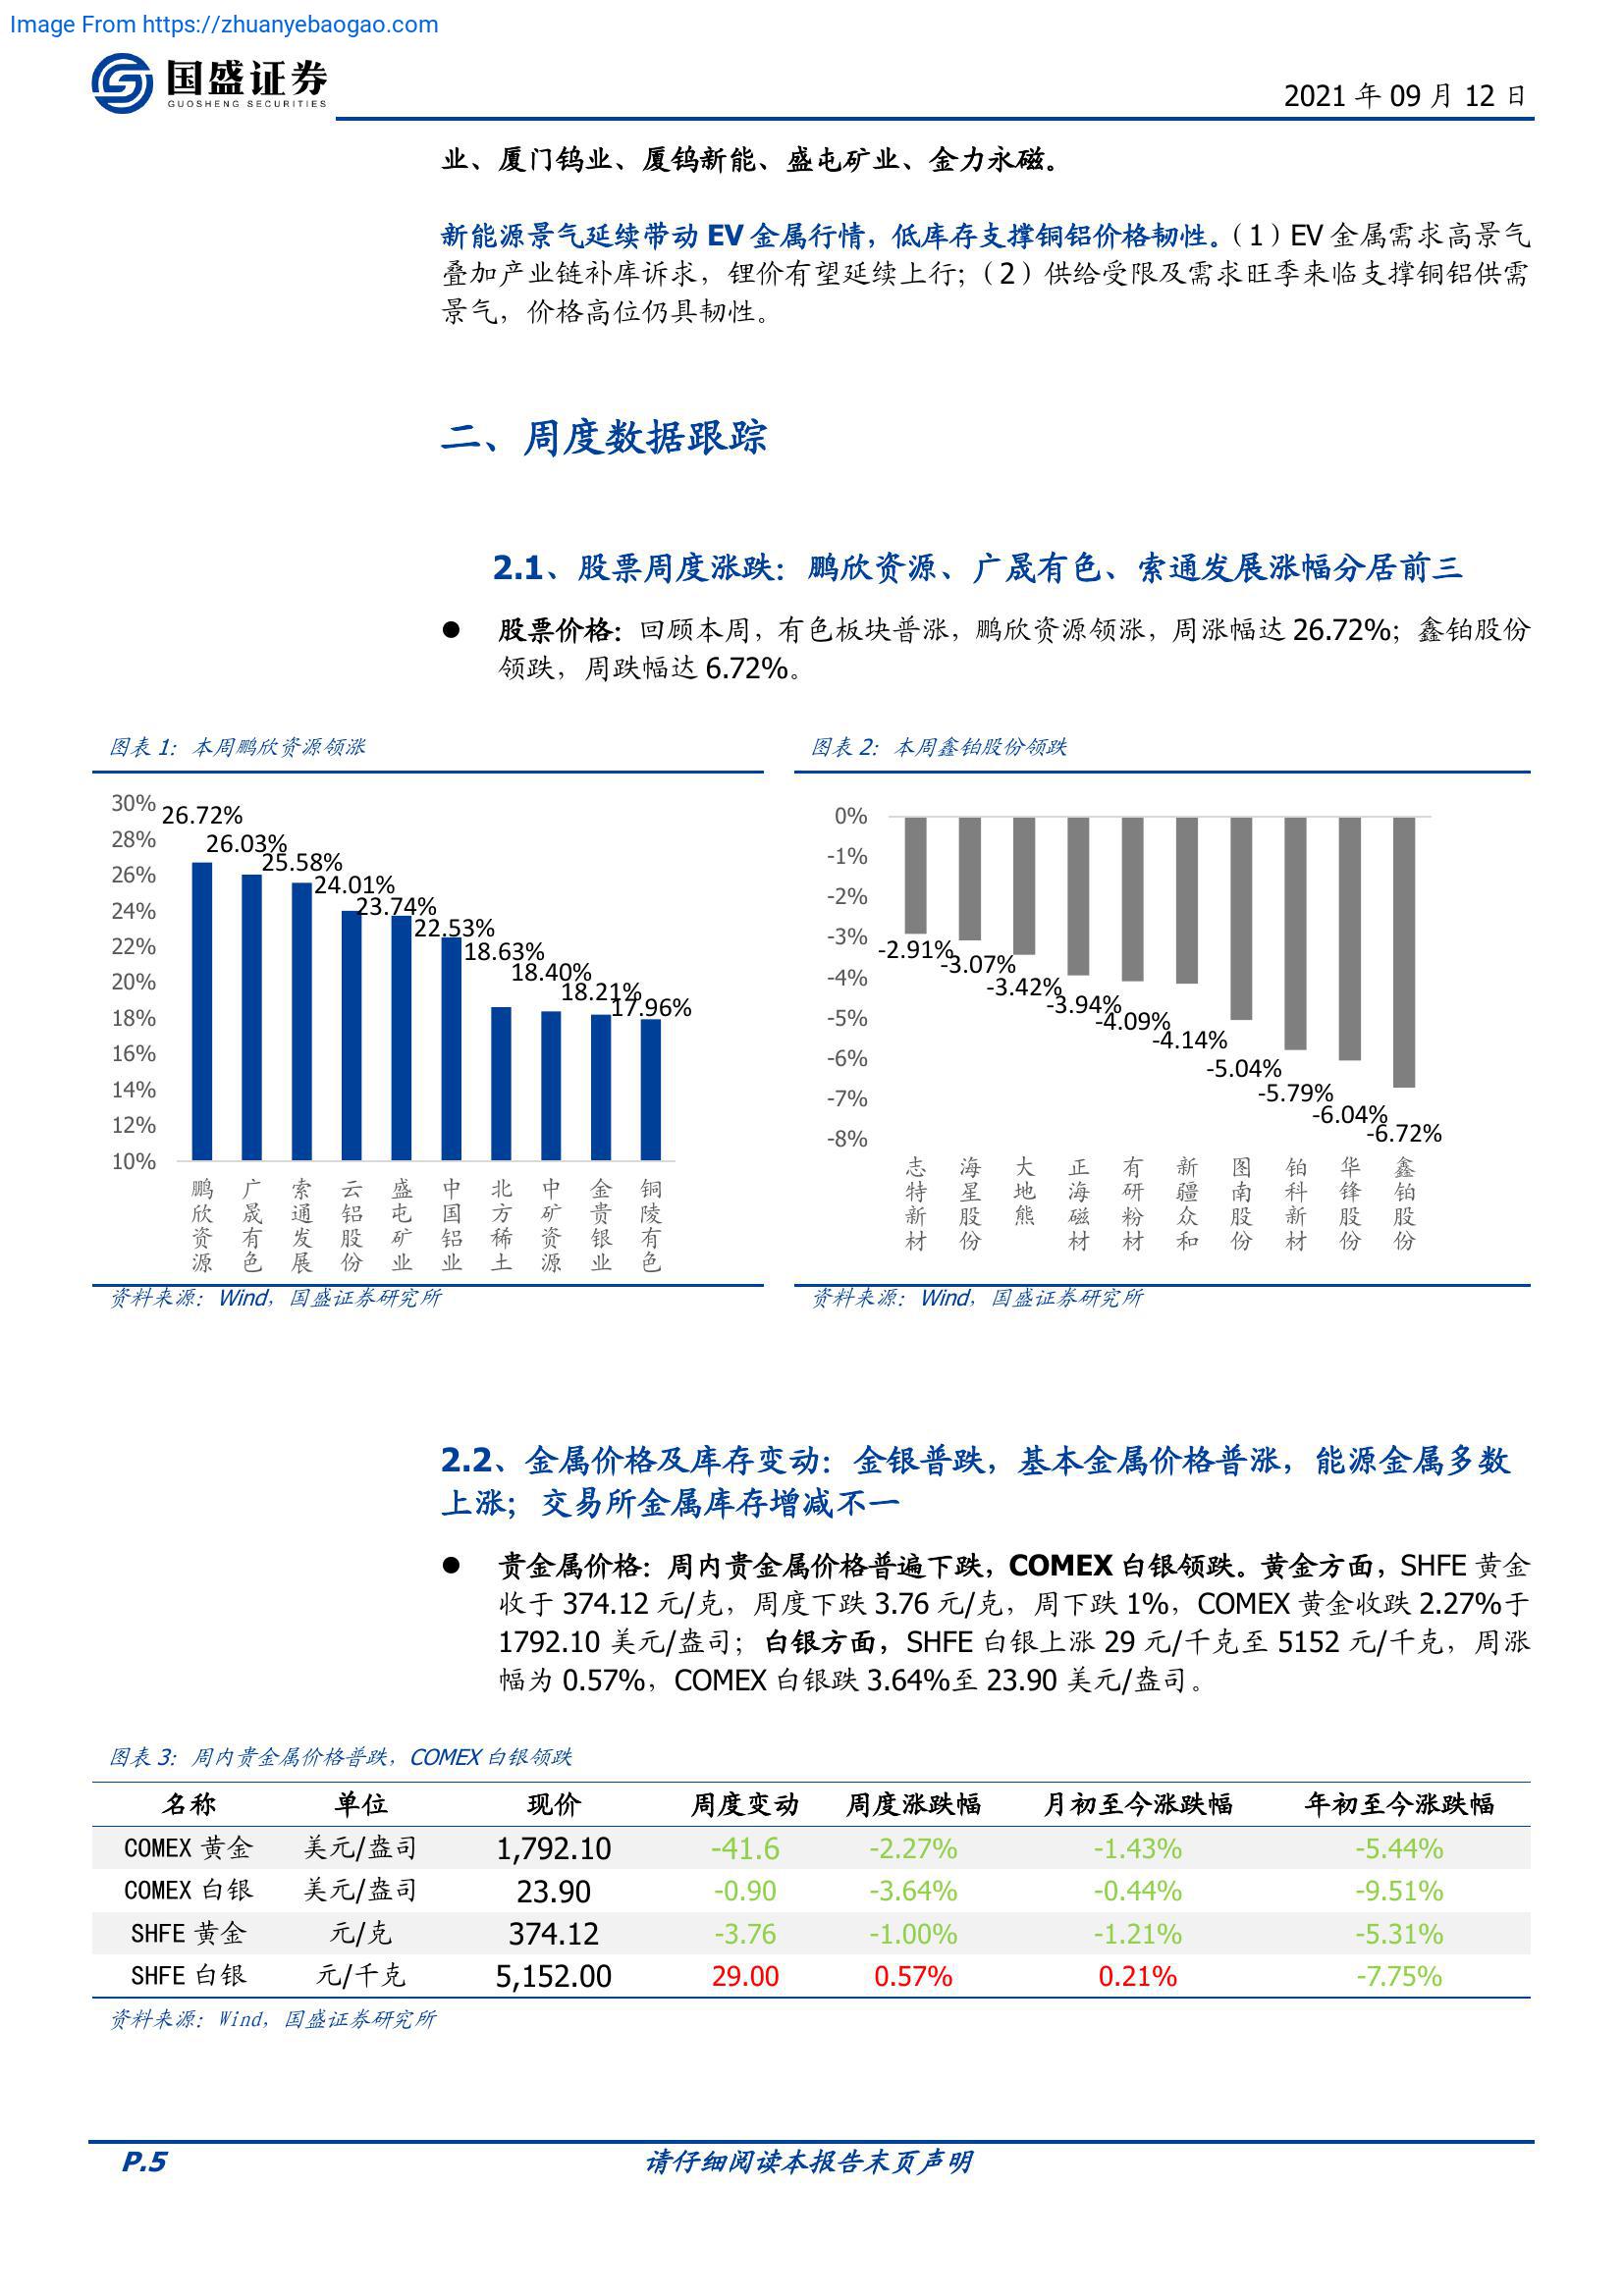 Image From https://zhuanyebaogao.com
国盛证券
GUOSHENG SECURITIES
2021 年 09 月 12 日
业、厦门钨业、厦钨新能、盛屯矿业、金力永磁。
新能源景气延续带动 EV 金属行情，低库存支撑铜铝价格韧性。（1）EV 金属需求高景气
叠加产业链补库诉求，锂价有望延续上行；（2）供给受限及需求旺季来临支撑铜铝供需
景气，价格高位仍具韧性。
二、周度数据跟踪
2.1、股票周度涨跌：鹏欣资源、广晟有色、索通发展涨幅分居前三
● 股票价格：回顾本周，有色板块普涨，鹏欣资源领涨，周涨幅达 26.72%；鑫铂股份
领跌，周跌幅达 6.72%。
图表 1：本周鹏欣资源领涨
30%
28%
26%
24%
22%
20%
18%
16%
14%
12%
10%
26.72%
26.03%
25.58%
24.01%
23.74%
22.53%
18.63%
18.40%
18.21%
17.96%
鹏欣资源
广晟有色
索通发展
云铝股份
盛屯矿业
中国铝业
北方稀土
中矿资源
金贵银业
铜陵有色
资料来源：Wind，国盛证券研究所
图表 2：本周鑫铂股份领跌
0%
-1%
-2%
-3%
-4%
-5%
-6%
-7%
-8%
-2.91%
-3.07%
-3.42%
-3.94%
-4.09%
-4.14%
-5.04%
-5.79%
-6.04%
-6.72%
志特新材
海星股份
大地熊
正海磁材
有研粉材
新疆众和
图南股份
铂科新材
华锋股份
鑫铂股份
资料来源：Wind，国盛证券研究所
2.2、金属价格及库存变动：金银普跌，基本金属价格普涨，能源金属多数
上涨；交易所金属库存增减不一
● 贵金属价格：周内贵金属价格普遍下跌，COMEX 白银领跌。黄金方面，SHFE 黄金
收于 374.12 元/克，周度下跌 3.76 元/克，周下跌 1%，COMEX 黄金收跌 2.27%于
1792.10 美元/盎司；白银方面，SHFE 白银上涨 29 元/千克至 5152 元/千克，周涨
幅为 0.57%，COMEX 白银跌 3.64%至 23.90 美元/盎司。
图表 3：周内贵金属价格普跌，COMEX 白银领跌
名称 单位 现价 周度变动 周度涨跌幅 月初至今涨跌幅 年初至今涨跌幅
COMEX 黄金 美元/盎司 1,792.10 -41.6 -2.27% -1.43% -5.44%
COMEX 白银 美元/盎司 23.90 -0.90 -3.64% -0.44% -9.51%
SHFE 黄金 元/克 374.12 -3.76 -1.00% -1.21% -5.31%
SHFE 白银 元/千克 5,152.00 29.00 0.57% 0.21% -7.75%
资料来源：Wind，国盛证券研究所
P.5 请仔细阅读本报告末页声明